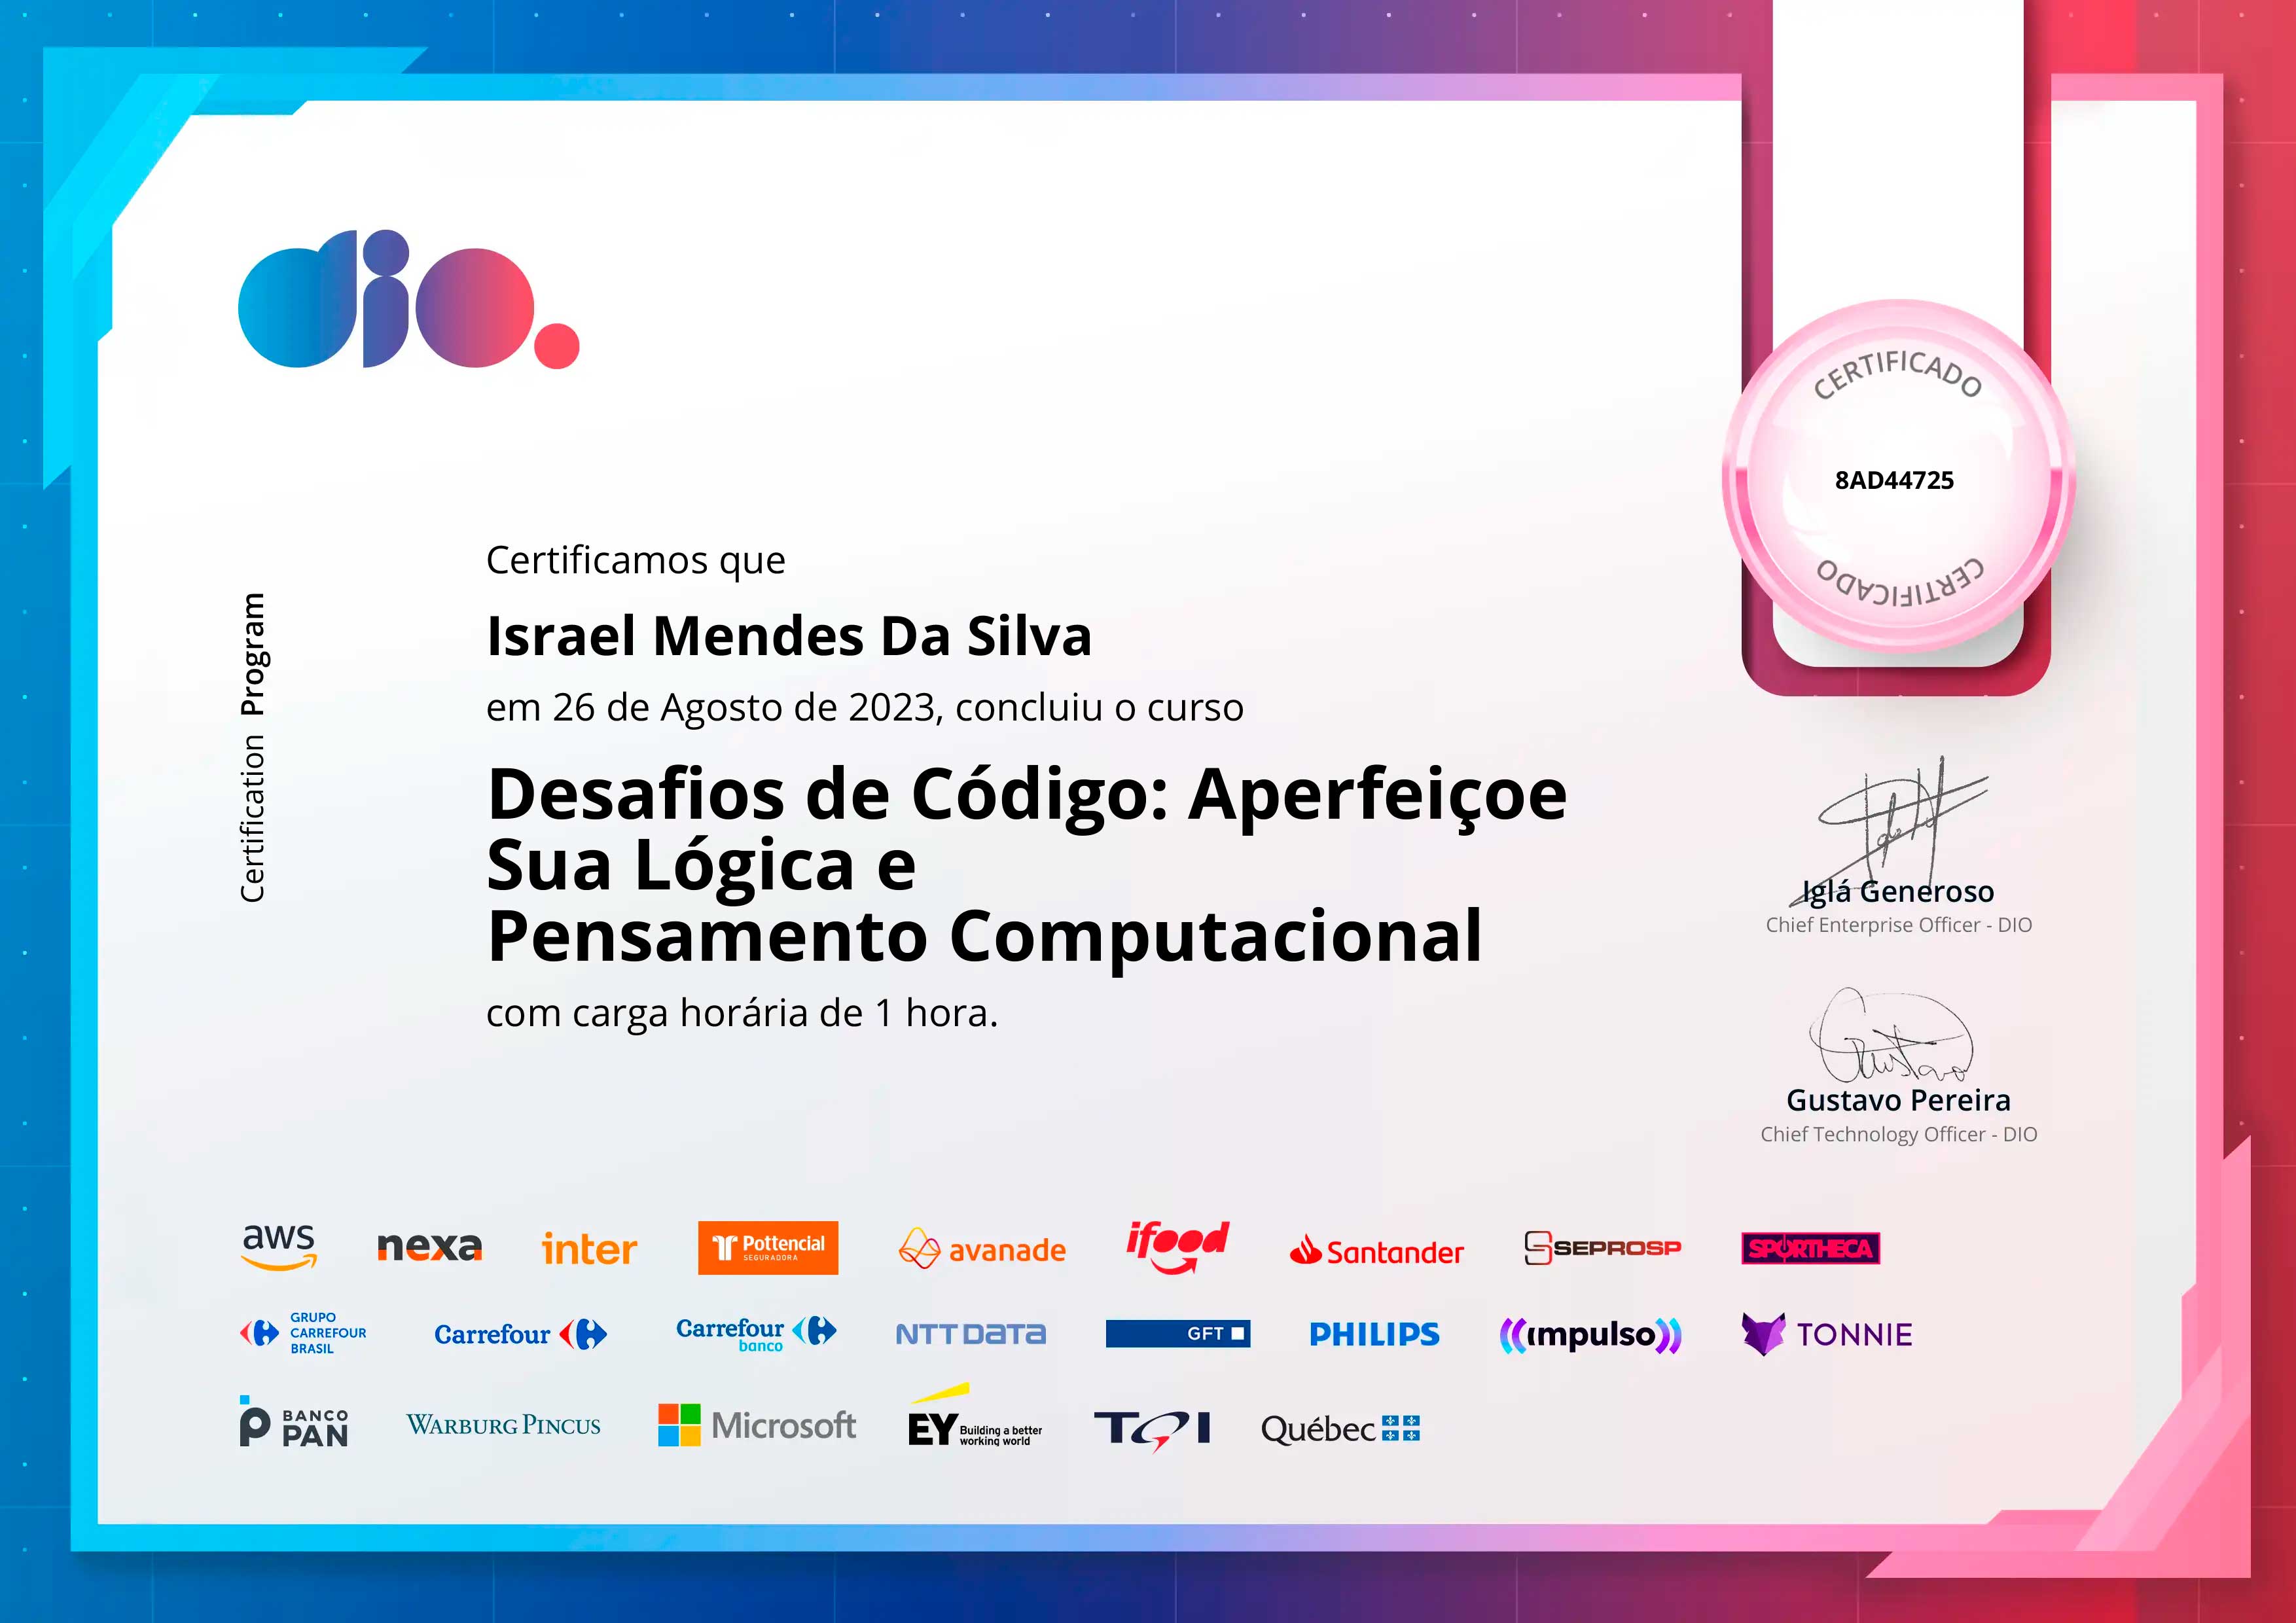 dio.
CERTIFICADO
8AD44725
CERTIFICADO
Certification Program
Certificamos que
Israel Mendes Da Silva
em 26 de Agosto de 2023, concluiu o curso
Desafios de Código: Aperfeiçoe
Sua Lógica e
Pensamento Computacional
com carga horária de 1 hora.
Iglá Generoso
Chief Enterprise Officer - DIO
Gustavo
Gustavo Pereira
Chief Technology Officer - DIO
aws nexa inter Pottencial SEGURADORA avanade ifood Santander SEPROSP SPORTHECA
GRUPO
CARREFOUR
BRASIL
Carrefour Carrefour banco NTT DATA GFT PHILIPS impulso TONNIE
BANCO
PAN
WARBURG PINCUS Microsoft EY Building a better
working world
TQI Québec